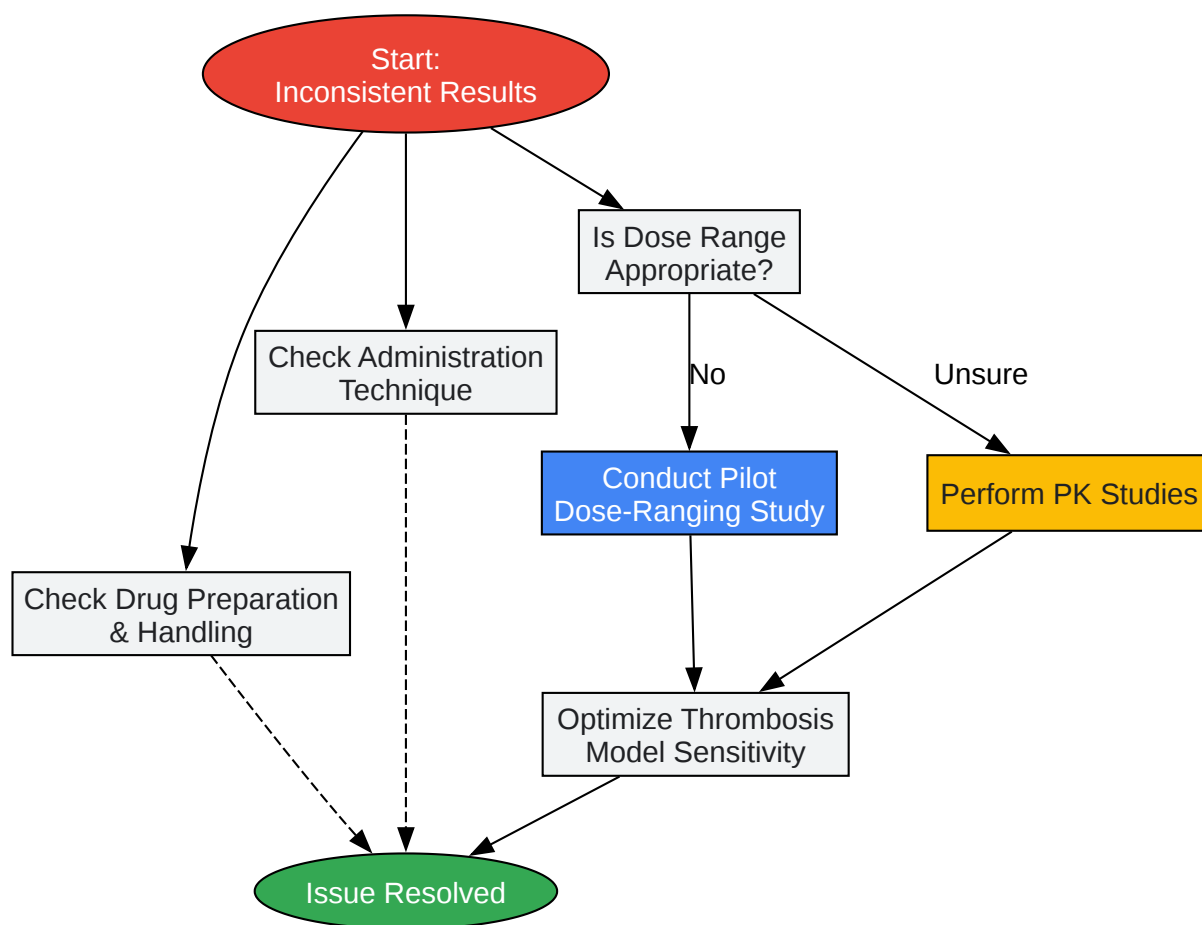 Start:
Inconsistent Results
Is Dose Range
Appropriate?
Check Administration
Technique
No
Unsure
Conduct Pilot
Dose-Ranging Study
Perform PK Studies
Check Drug Preparation
& Handling
Optimize Thrombosis
Model Sensitivity
Issue Resolved